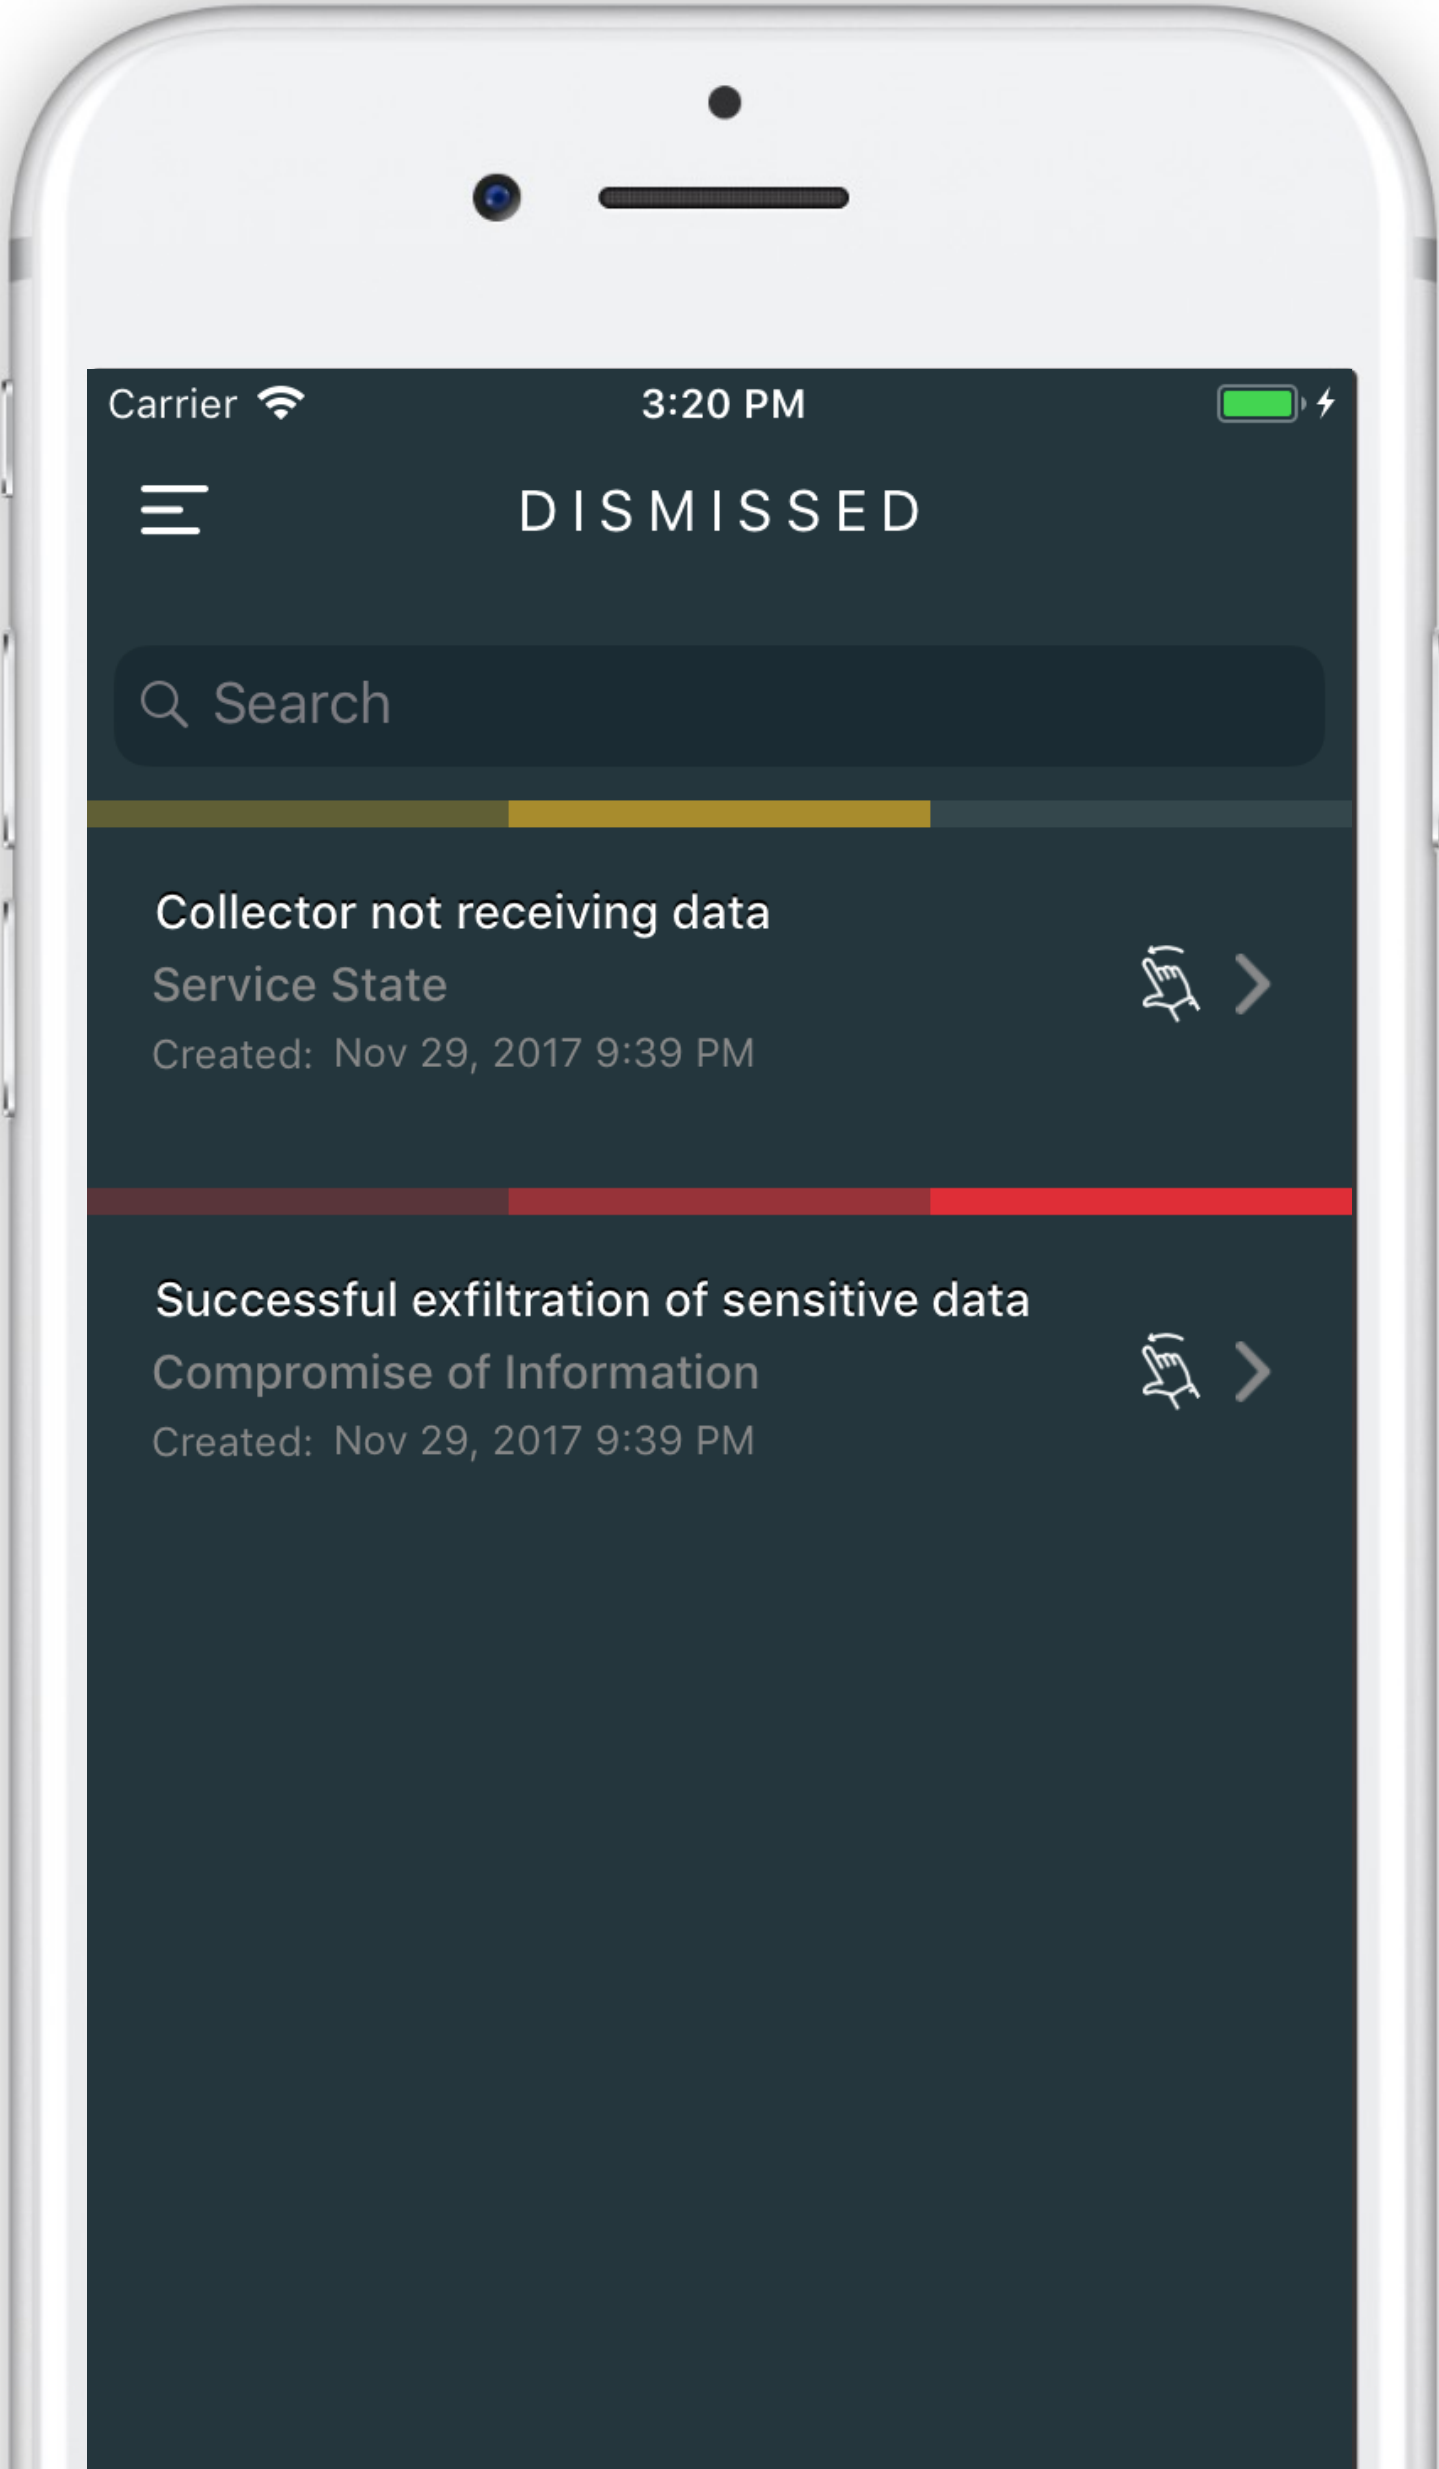 Carrier 3:20 PM
DISMISSED
Search
Collector not receiving data
Service State
Created: Nov 29, 2017 9:39 PM
Successful exfiltration of sensitive data
Compromise of Information
Created: Nov 29, 2017 9:39 PM